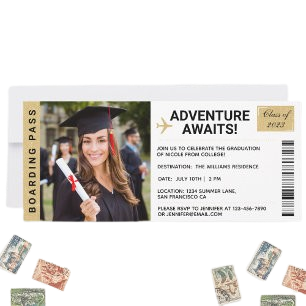 BOARDING PASS
ADVENTURE
AWAITS!
Class of
2023
JOIN US TO CELEBRATE THE GRADUATION
OF NICOLE FROM COLLEGE!
DESTINATION: THE WILLIAMS RESIDENCE
DATE: JULY 10TH | 2 PM
LOCATION: 1234 SUMMER LANE,
SAN FRANCISCO CA
PLEASE RSVP TO JENNIFER AT 123-456-7890
OR JENNIFER@EMAIL.COM